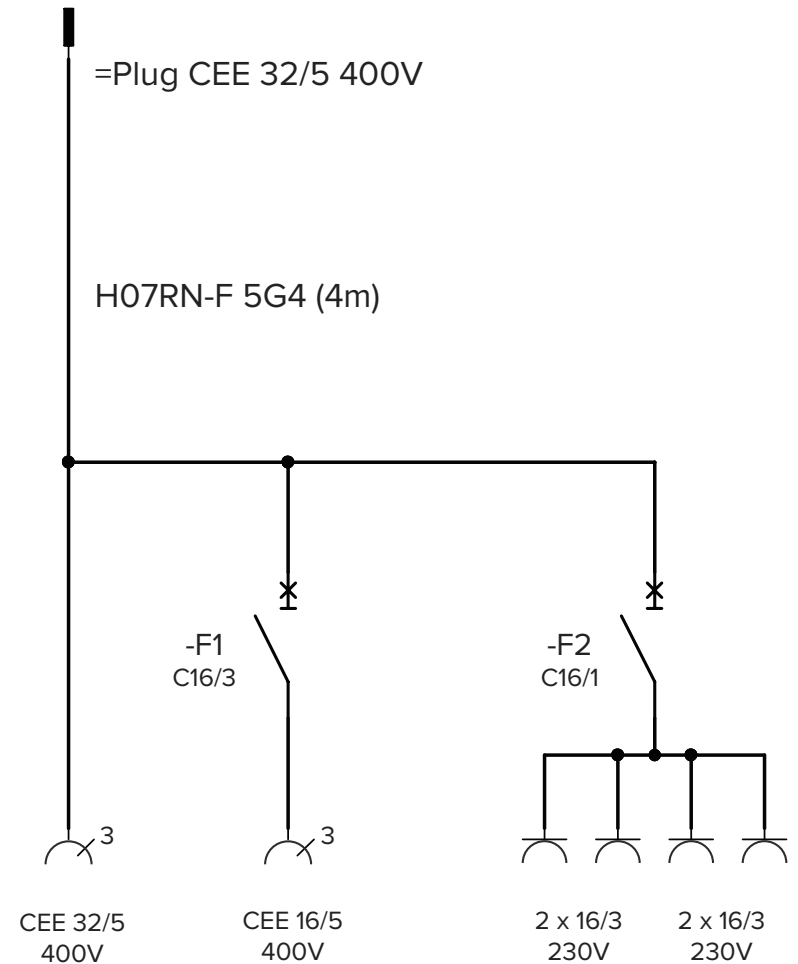 =Plug CEE 32/5 400V
H07RN-F 5G4 (4m)
-F1
C16/3
-F2
C16/1
3
3
CEE 32/5
400V
CEE 16/5
400V
2 x 16/3
230V
2 x 16/3
230V